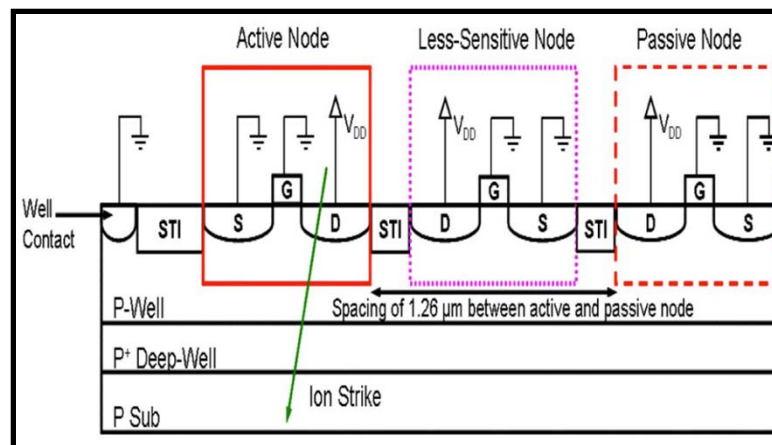 Active Node
Less-Sensitive Node
Passive Node
VDD
VDD
VDD
G
G
G
Well
Contact
STI
S
D
STI
D
S
STI
D
S
P-Well
Spacing of 1.26 µm between active and passive node
P+ Deep-Well
Ion Strike
P Sub